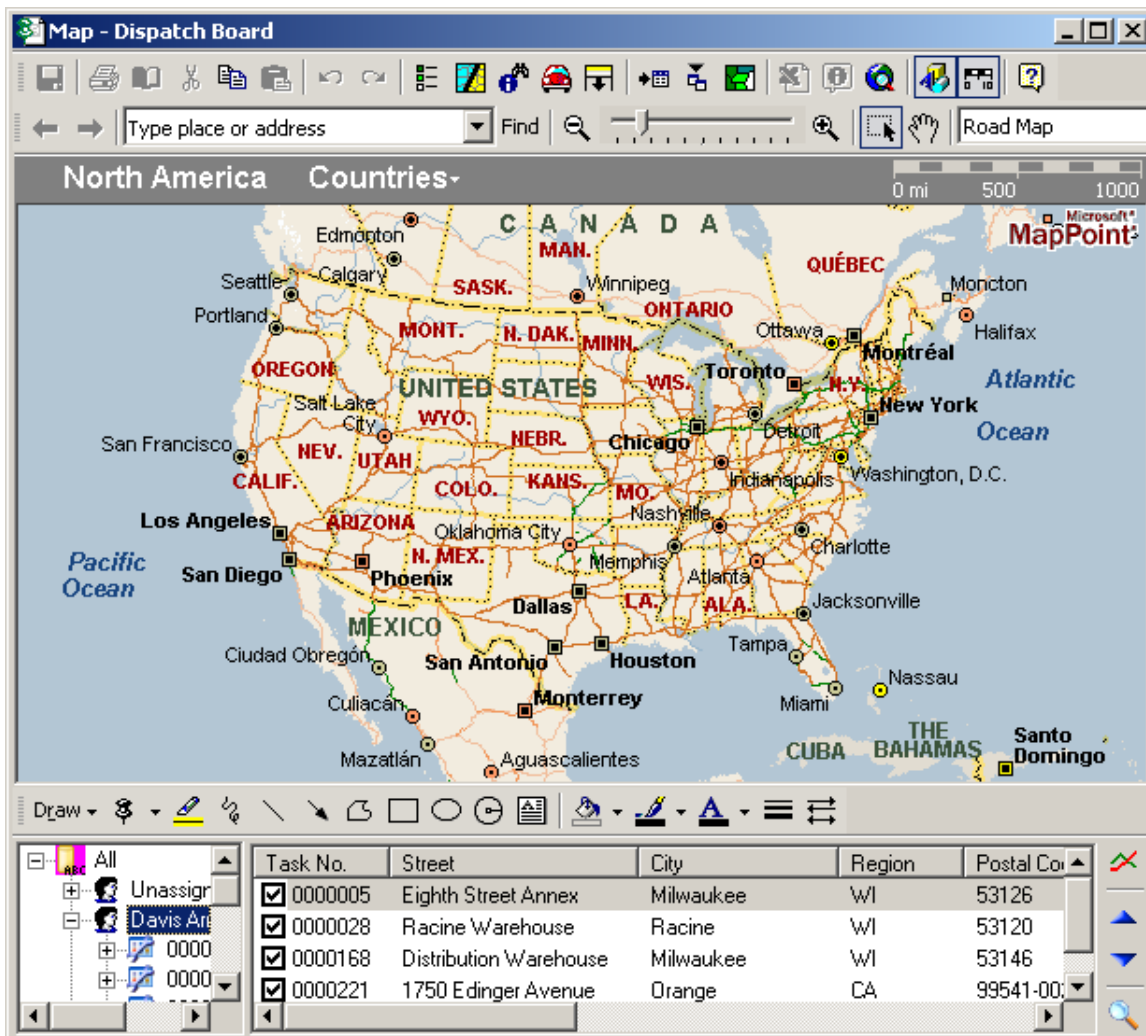 Map - Dispatch Board
Type place or address
Find
Road Map
North America Countries
0 mi 500 1000
Microsoft®
MapPoint®
CANADA
Edmonton
Calgary
SASK.
MAN.
Winnipeg
ONTARIO
QUÉBEC
Moncton
Halifax
Seattle
Portland
MONT.
N. DAK.
MINN.
Ottawa
Montréal
OREGON
UNITED STATES
WIS.
Toronto
N.Y.
Atlantic
Ocean
Salt Lake
City
WYO.
NEBR.
Chicago
Detroit
New York
San Francisco
NEV.
UTAH
COLO.
KANS.
MO.
Indianapolis
Washington, D.C.
CALIF.
Los Angeles
ARIZONA
Oklahoma City
Nashville
Pacific
Ocean
San Diego
Phoenix
N. MEX.
Memphis
Atlanta
Charlotte
Dallas
LA.
ALA.
Jacksonville
MEXICO
Ciudad Obregón
San Antonio
Houston
Tampa
Culiacán
Monterrey
Miami
Nassau
Mazatlán
Aguascalientes
CUBA
THE
BAHAMAS
Santo
Domingo
Draw
ABC
All
Unassigr
Davis An
0000
0000
Task No. Street City Region Postal Co
0000005 Eighth Street Annex Milwaukee WI 53126
0000028 Racine Warehouse Racine WI 53120
0000168 Distribution Warehouse Milwaukee WI 53146
0000221 1750 Edinger Avenue Orange CA 99541-00